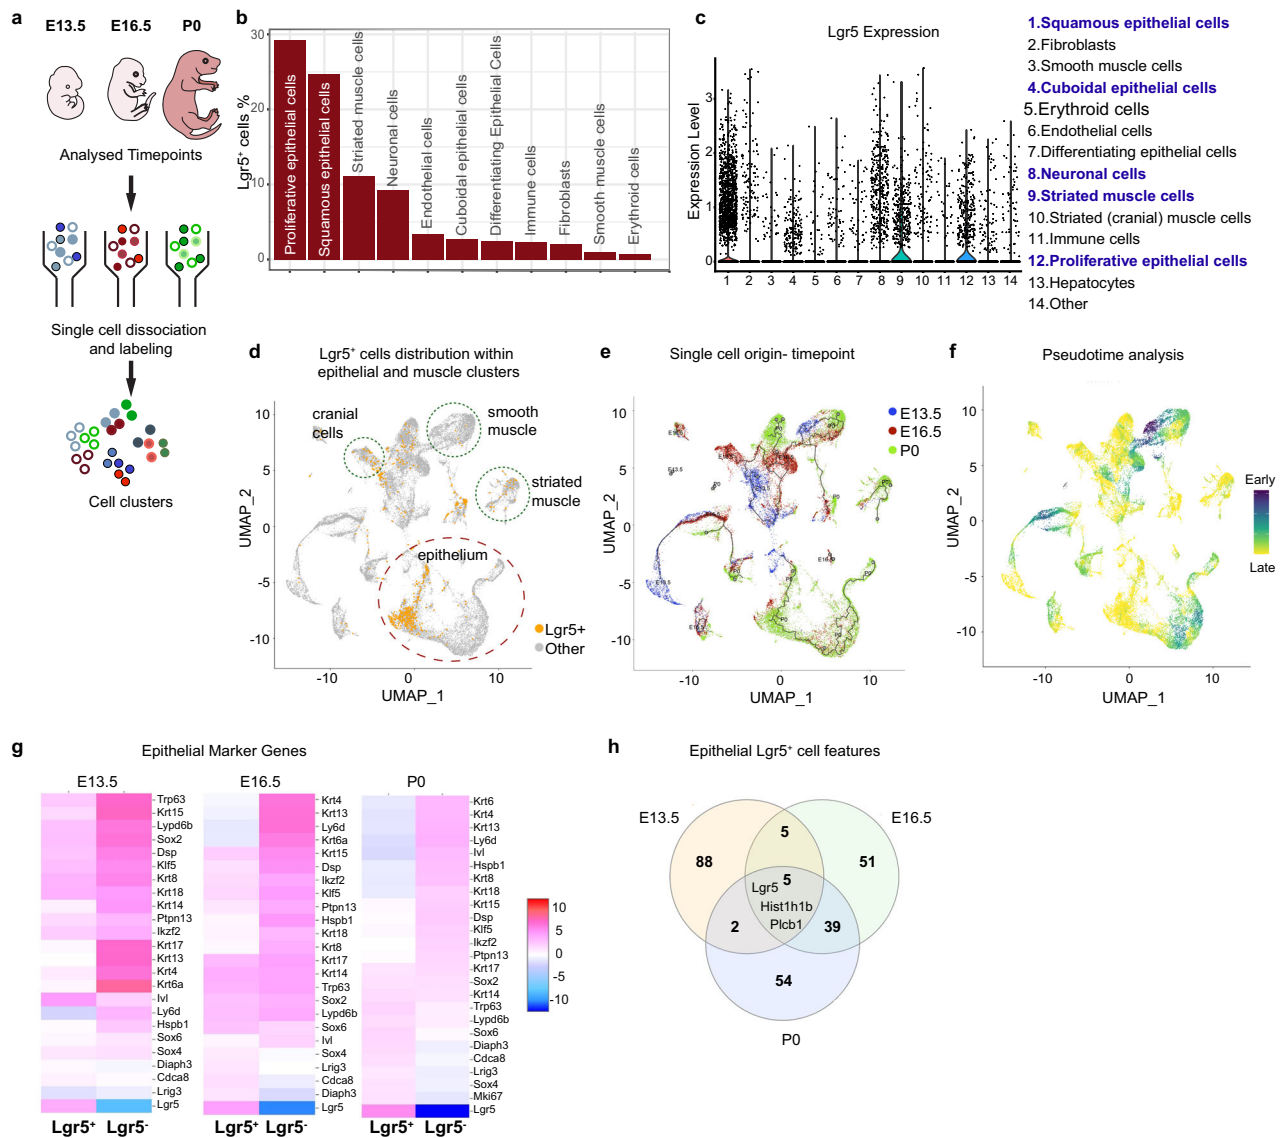 a
E13.5 E16.5 P0
Analysed Timepoints
Single cell dissociation
and labeling
Cell clusters
b
Lgr5+ cells %
30
20
10
0
Proliferative epithelial cells
Squamous epithelial cells
Striated muscle cells
Neuronal cells
Endothelial cells
Cuboidal epithelial cells
Differentiating Epithelial Cells
Immune cells
Fibroblasts
Smooth muscle cells
Erythroid cells
c
Lgr5 Expression
Expression Level
3
2
1
0
1 2 3 4 5 6 7 8 9 10 11 12 13 14
1.Squamous epithelial cells
2.Fibroblasts
3.Smooth muscle cells
4.Cuboidal epithelial cells
5.Erythroid cells
6.Endothelial cells
7.Differentiating epithelial cells
8.Neuronal cells
9.Striated muscle cells
10.Striated (cranial) muscle cells
11.Immune cells
12.Proliferative epithelial cells
13.Hepatocytes
14.Other
d
Lgr5+ cells distribution within
epithelial and muscle clusters
cranial
cells
smooth
muscle
striated
muscle
epithelium
Lgr5+
Other
10
5
0
-5
-10
UMAP_2
-10 0 10
UMAP_1
e
Single cell origin- timepoint
E13.5
E16.5
P0
10
5
0
-5
-10
UMAP_2
-10 0 10
UMAP_1
f
Pseudotime analysis
Early
Late
10
5
0
-5
-10
UMAP_2
-10 0 10
UMAP_1
g
Epithelial Marker Genes
E13.5
Trp63
Krt15
Lypd6b
Sox2
Dsp
Klf5
Krt8
Krt18
Krt14
Ptpn13
Ikzf2
Krt17
Krt13
Krt4
Krt6a
Ivl
Ly6d
Hspb1
Sox6
Sox4
Diaph3
Cdca8
Lrig3
Lgr5
Lgr5+ Lgr5-
E16.5
Krt4
Krt13
Ly6d
Krt6a
Krt15
Dsp
Ikzf2
Klf5
Ptpn13
Hspb1
Krt18
Krt8
Krt17
Krt14
Trp63
Sox2
Lypd6b
Sox6
Ivl
Sox4
Lrig3
Cdca8
Diaph3
Lgr5
Lgr5+ Lgr5-
P0
Krt6
Krt4
Krt13
Ly6d
Ivl
Hspb1
Krt8
Krt18
Krt15
Dsp
Klf5
Ikzf2
Ptpn13
Krt17
Sox2
Krt14
Trp63
Lypd6b
Sox6
Diaph3
Cdca8
Lrig3
Sox4
Mki67
Lgr5
Lgr5+ Lgr5-
10
5
0
-5
-10
h
Epithelial Lgr5+ cell features
E13.5
E16.5
5
88
51
5
Lgr5
Hist1h1b
Plcb1
2
39
54
P0